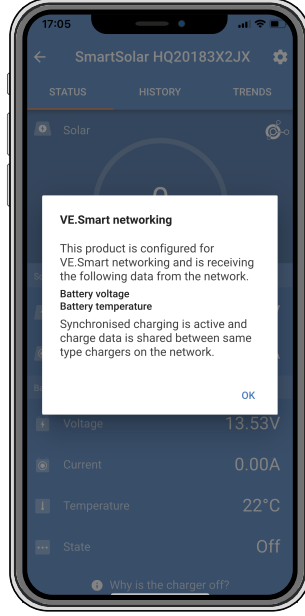 17:05
SmartSolar HQ20183X2JX
STATUS HISTORY TRENDS
Solar
VE.Smart networking
This product is configured for
VE.Smart networking and is receiving
the following data from the network.
Battery voltage
Battery temperature
Synchronised charging is active and
charge data is shared between same
type chargers on the network.
OK
Voltage 13.53V
Current 0.00A
Temperature 22°C
State Off
Why is the charger off?